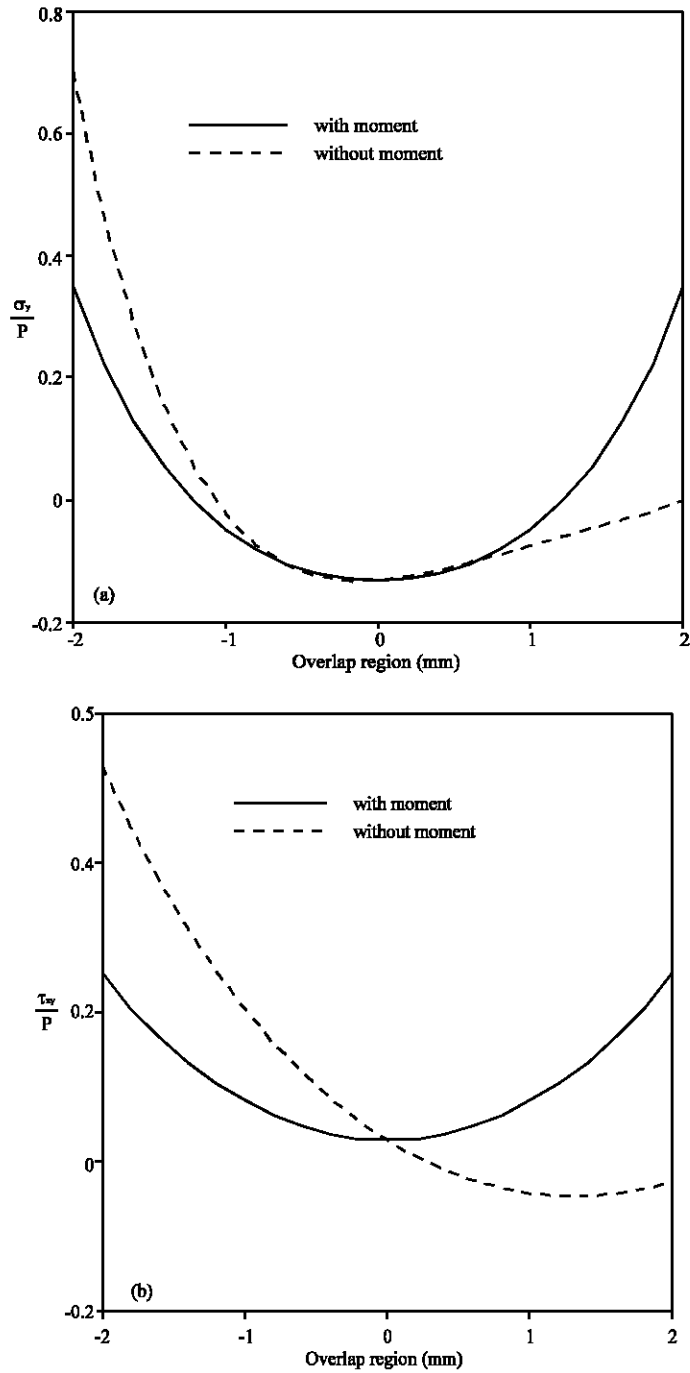 0.8
with moment
0.6
without moment
0.4
σy
P
0.2
0
(a)
-0.2
-2 -1 0 1 2
Overlap region (mm)
0.5
with moment
without moment
0.4
τxy
P
0.2
0
(b)
-0.2
-2 -1 0 1 2
Overlap region (mm)